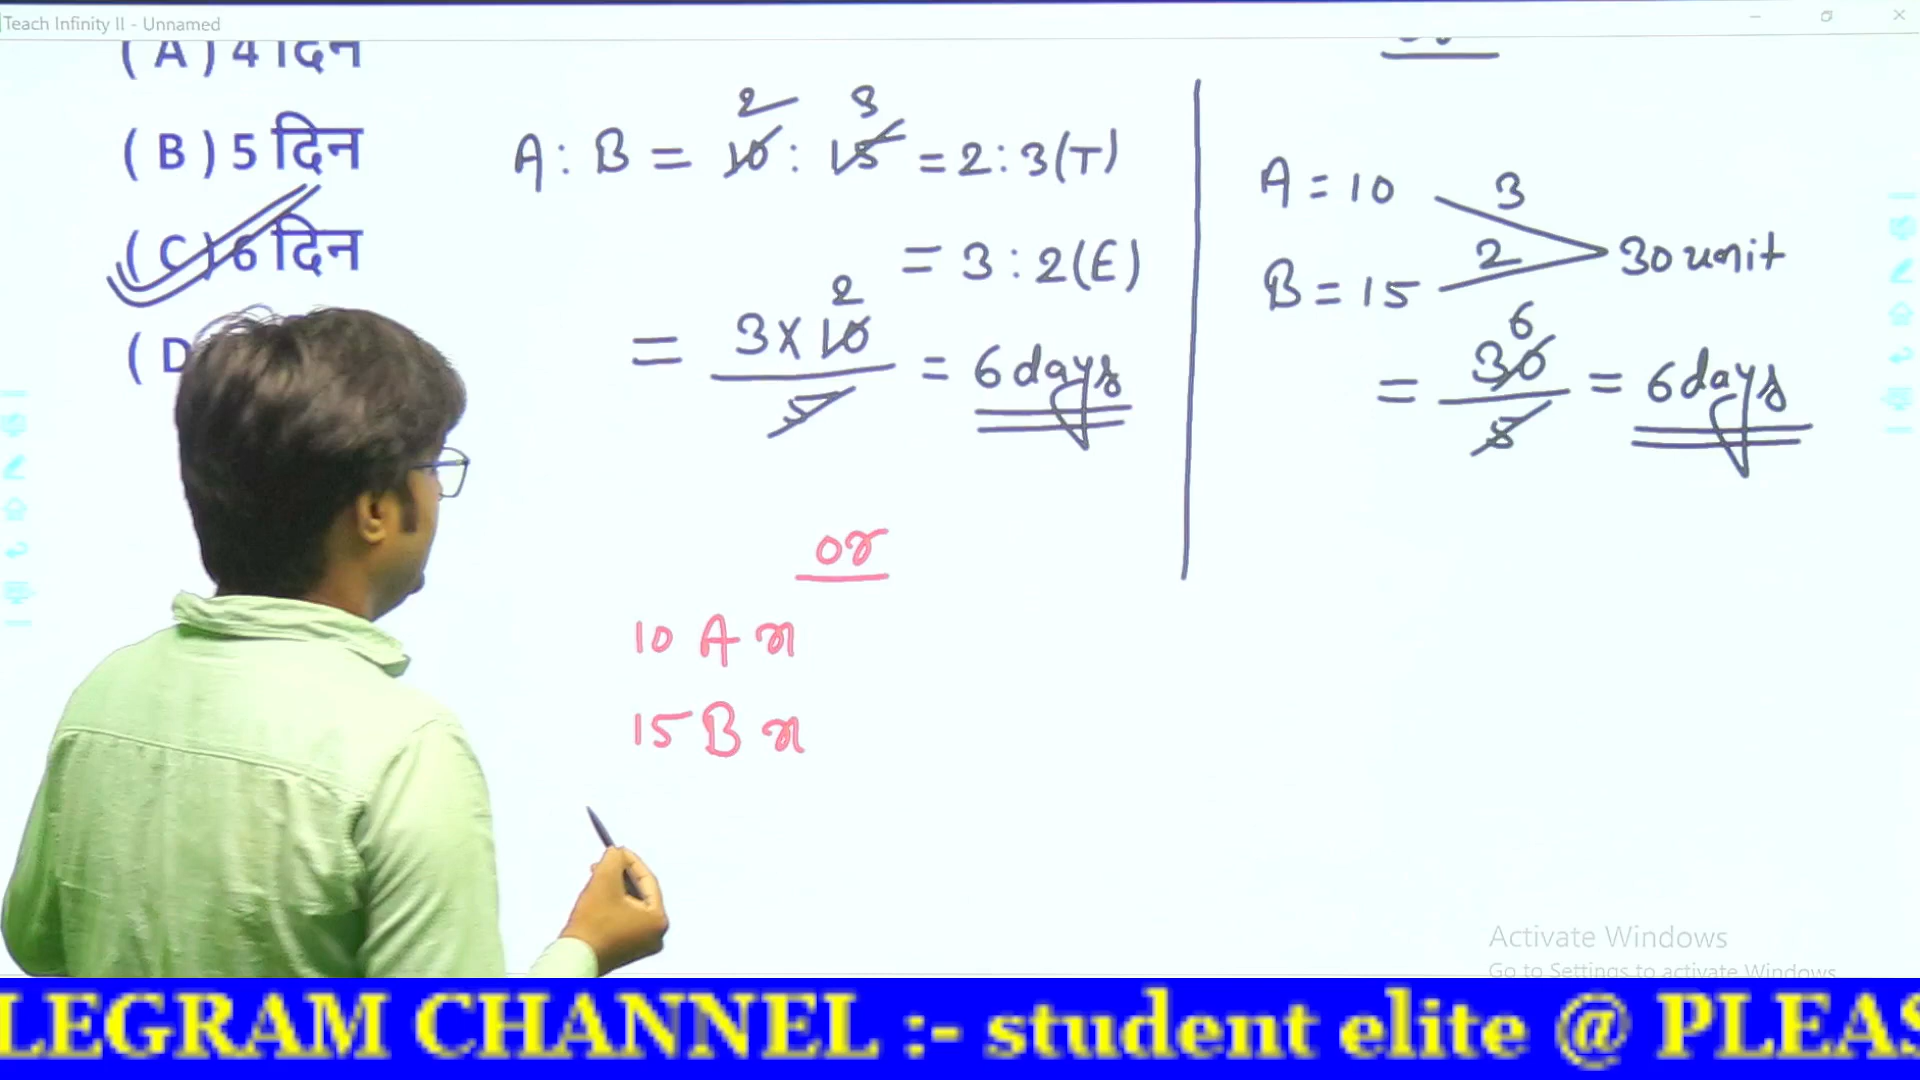 Teach Infinity II - Unnamed
( A ) 4 दिन
( B ) 5 दिन
( C ) 6 दिन
( D
2 3
A : B = 10 : 15 = 2 : 3 (T)
= 3 : 2 (E)
2
= 3 X 10 / 5 = 6 days
or
10 A
15 B
A = 10 3
B = 15 2 30 unit
6
= 30 / 5 = 6 days
Activate Windows
Go to Settings to activate Windows.
LEGRAM CHANNEL :- student elite @ PLEAS